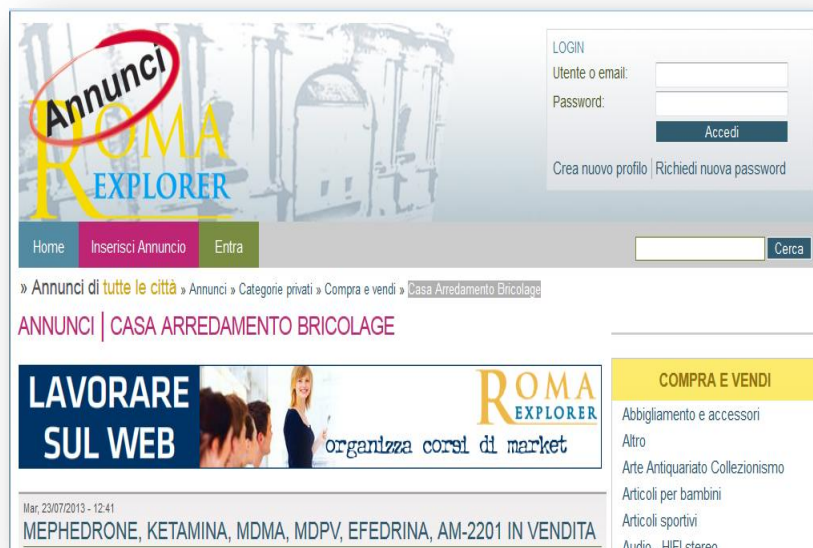 Annunci
ROMA
EXPLORER
LOGIN
Utente o email:
Password:
Accedi
Crea nuovo profilo | Richiedi nuova password
Home Inserisci Annuncio Entra
Cerca
» Annunci di tutte le città » Annunci » Categorie privati » Compra e vendi » Casa Arredamento Bricolage
ANNUNCI | CASA ARREDAMENTO BRICOLAGE
LAVORARE
SUL WEB
ROMA
EXPLORER
organizza corsi di market
Mar, 23/07/2013 - 12:41
MEPHEDRONE, KETAMINA, MDMA, MDPV, EFEDRINA, AM-2201 IN VENDITA
COMPRA E VENDI
Abbigliamento e accessori
Altro
Arte Antiquariato Collezionismo
Articoli per bambini
Articoli sportivi
Audio - HIFI stereo